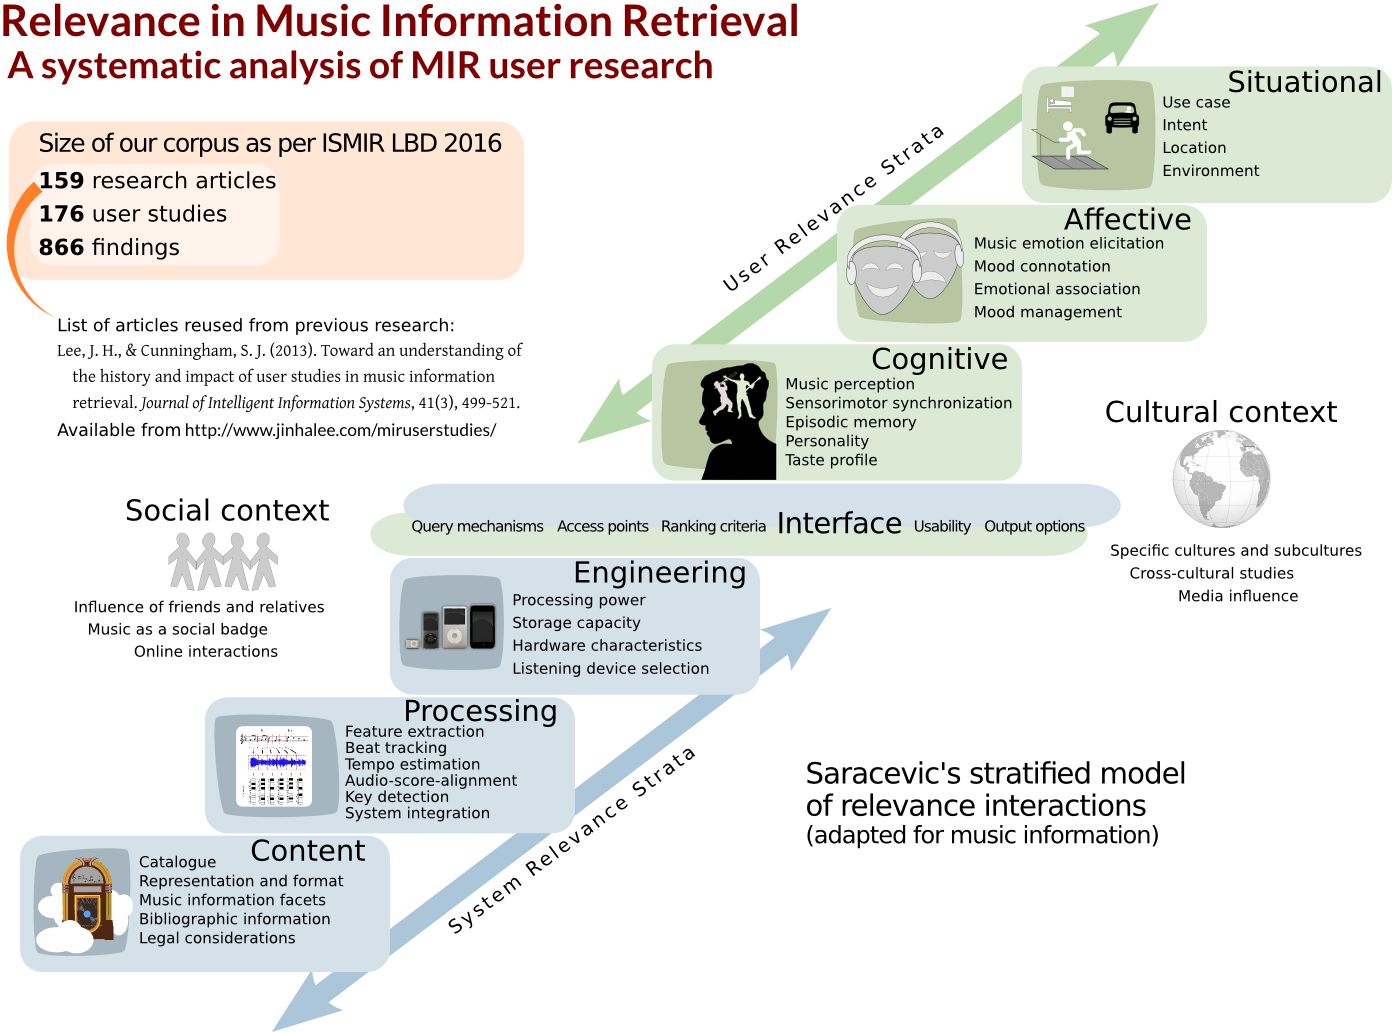 Relevance in Music Information Retrieval
A systematic analysis of MIR user research
Size of our corpus as per ISMIR LBD 2016
159 research articles
176 user studies
866 findings
List of articles reused from previous research:
Lee, J. H., & Cunningham, S. J. (2013). Toward an understanding of
the history and impact of user studies in music information
retrieval. Journal of Intelligent Information Systems, 41(3), 499-521.
Available from http://www.jinhalee.com/miruserstudies/
User Relevance Strata
Situational
Use case
Intent
Location
Environment
Affective
Music emotion elicitation
Mood connotation
Emotional association
Mood management
Cognitive
Music perception
Sensorimotor synchronization
Episodic memory
Personality
Taste profile
Cultural context
Specific cultures and subcultures
Cross-cultural studies
Media influence
Social context
Influence of friends and relatives
Music as a social badge
Online interactions
Query mechanisms Access points Ranking criteria Interface Usability Output options
Engineering
Processing power
Storage capacity
Hardware characteristics
Listening device selection
Processing
Feature extraction
Beat tracking
Tempo estimation
Audio-score-alignment
Key detection
System integration
Content
Catalogue
Representation and format
Music information facets
Bibliographic information
Legal considerations
System Relevance Strata
Saracevic's stratified model
of relevance interactions
(adapted for music information)